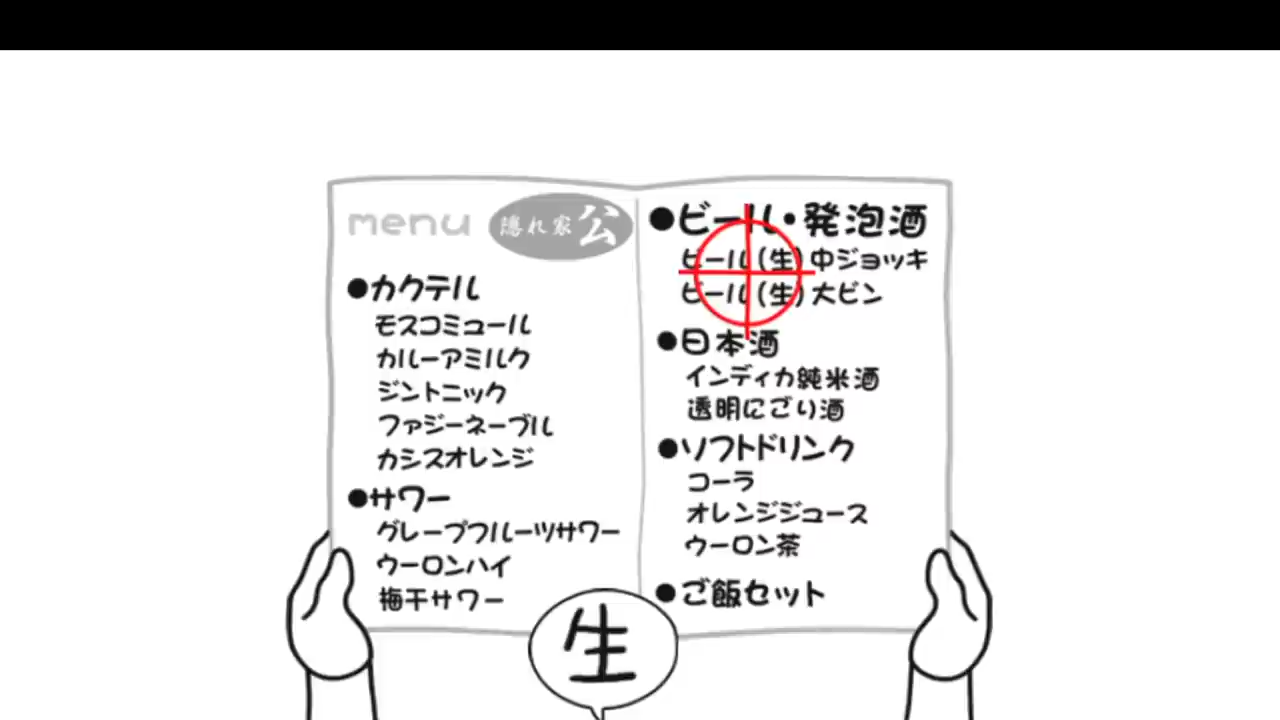 menu 隠れ家 公
●カクテル
モスコミュール
カルーアミルク
ジントニック
ファジーネーブル
カシスオレンジ
●サワー
グレープフルーツサワー
ウーロンハイ
梅干サワー
●ビール・発泡酒
ビール(生)中ジョッキ
ビール(生)大ビン
●日本酒
インディカ純米酒
透明にごり酒
●ソフトドリンク
コーラ
オレンジジュース
ウーロン茶
●ご飯セット
生